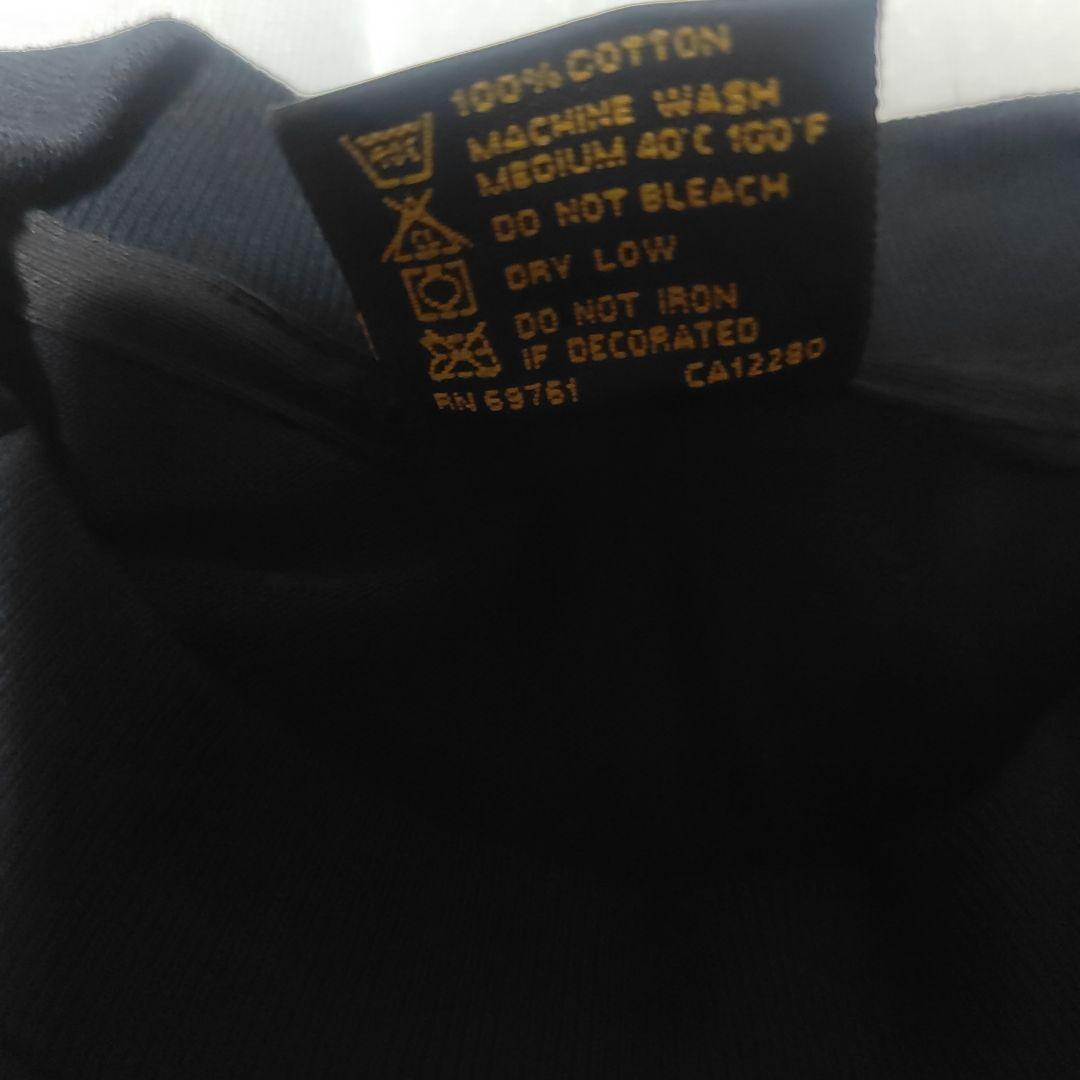 100% COTTON
MACHINE WASH
MEDIUM 40°C 100°F
DO NOT BLEACH
DRY LOW
DO NOT IRON
IF DECORATED
RN 69761 CA12280